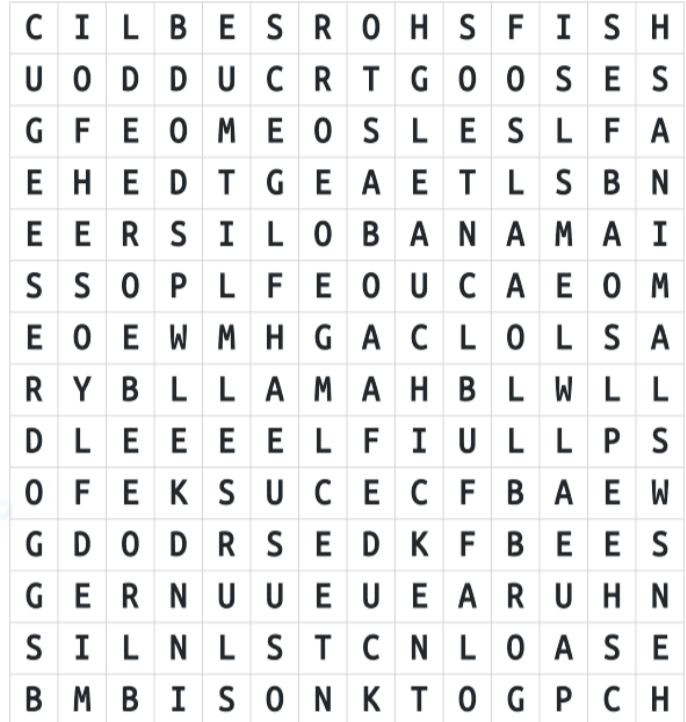 C I L B E S R O H S F I S H
U O D D U C R T G O O S E S
G F E O M E O S L E S L F A
E H E D T G E A E T L S B N
E E R S I L O B A N A M A I
S S O P L F E O U C A E O M
E O E W M H G A C L O L S A
R Y B L L A M A H B L W L L
D L E E E E L F I U L L P S
O F E K S U C E C F B A E W
G D O D R S E D K F B E E S
G E R N U U E U E A R U H N
S I L N L S T C N L O A S E
B M B I S O N K T O G P C H